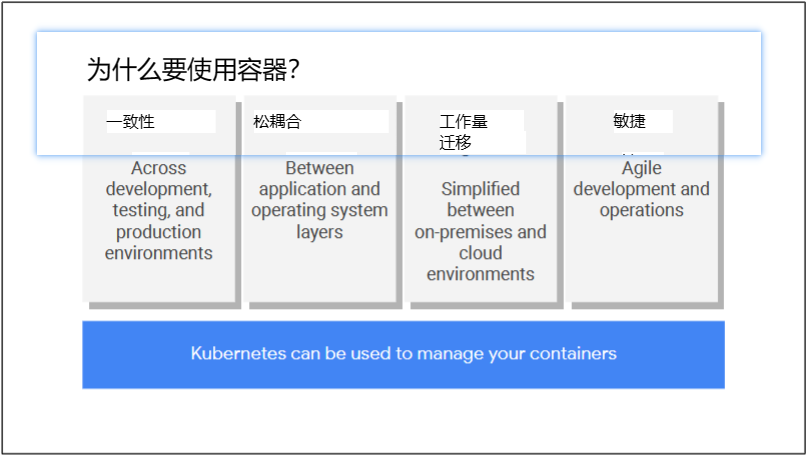 为什么要使用容器?
一致性
Across
development,
testing, and
production
environments
松耦合
Between
application and
operating system
layers
工作量
迁移
Simplified
between
on-premises and
cloud
environments
敏捷
Agile
development and
operations
Kubernetes can be used to manage your containers